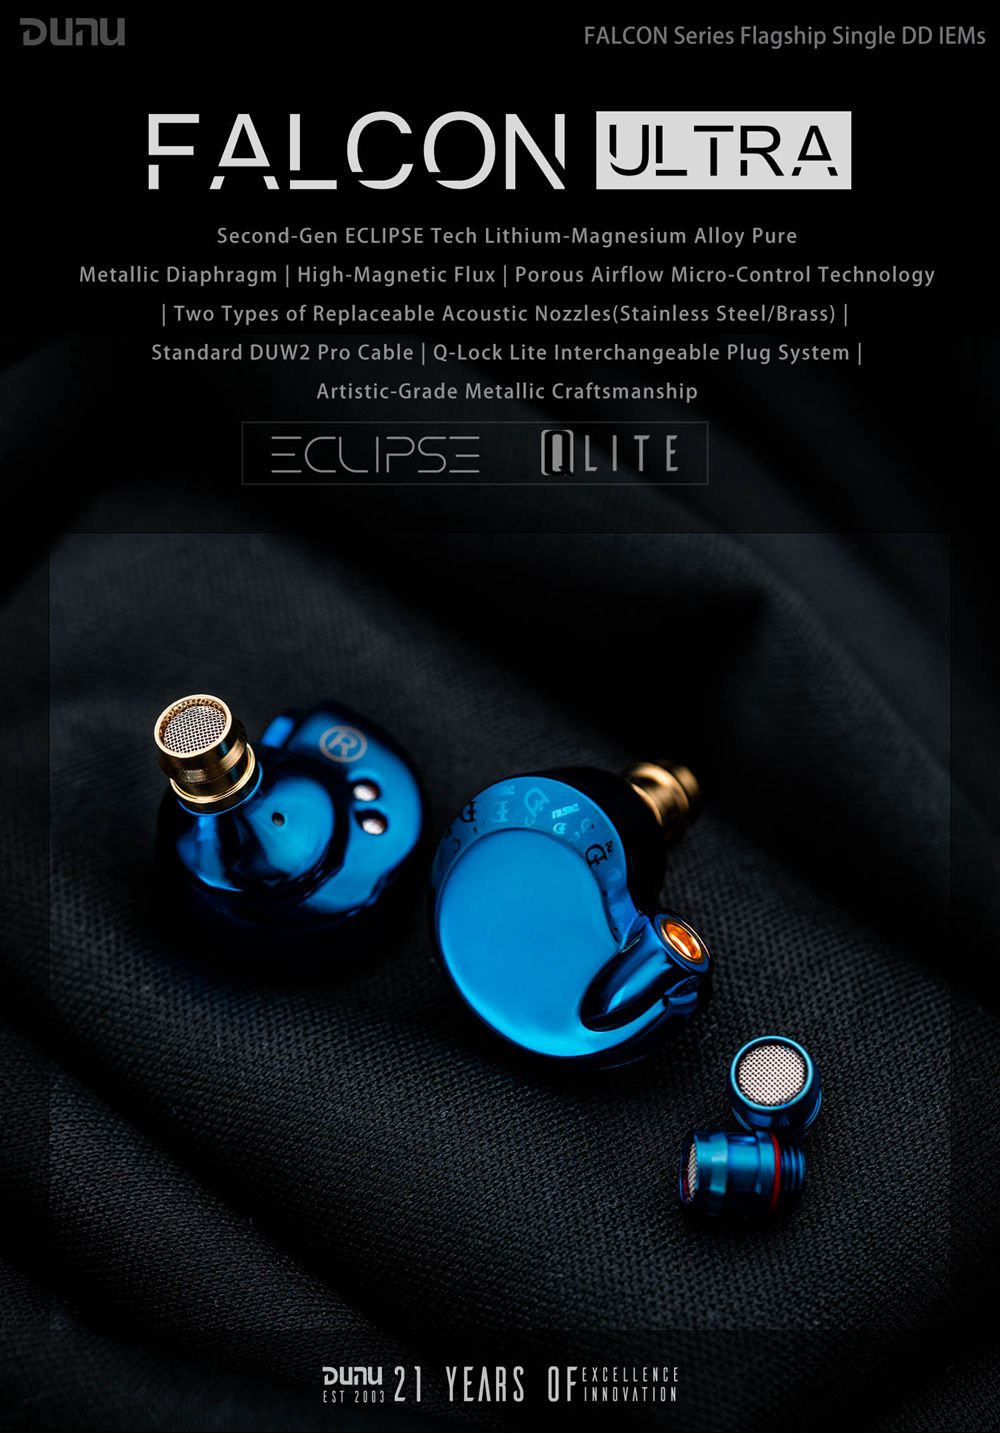 DUNU
FALCON Series Flagship Single DD IEMs
FALCON ULTRA
Second-Gen ECLIPSE Tech Lithium-Magnesium Alloy Pure
Metallic Diaphragm | High-Magnetic Flux | Porous Airflow Micro-Control Technology
| Two Types of Replaceable Acoustic Nozzles(Stainless Steel/Brass) |
Standard DUW2 Pro Cable | Q-Lock Lite Interchangeable Plug System |
Artistic-Grade Metallic Craftsmanship
ECLIPSE QLITE
R
DUNU
EST 2003
21 YEARS OF
EXCELLENCE
INNOVATION